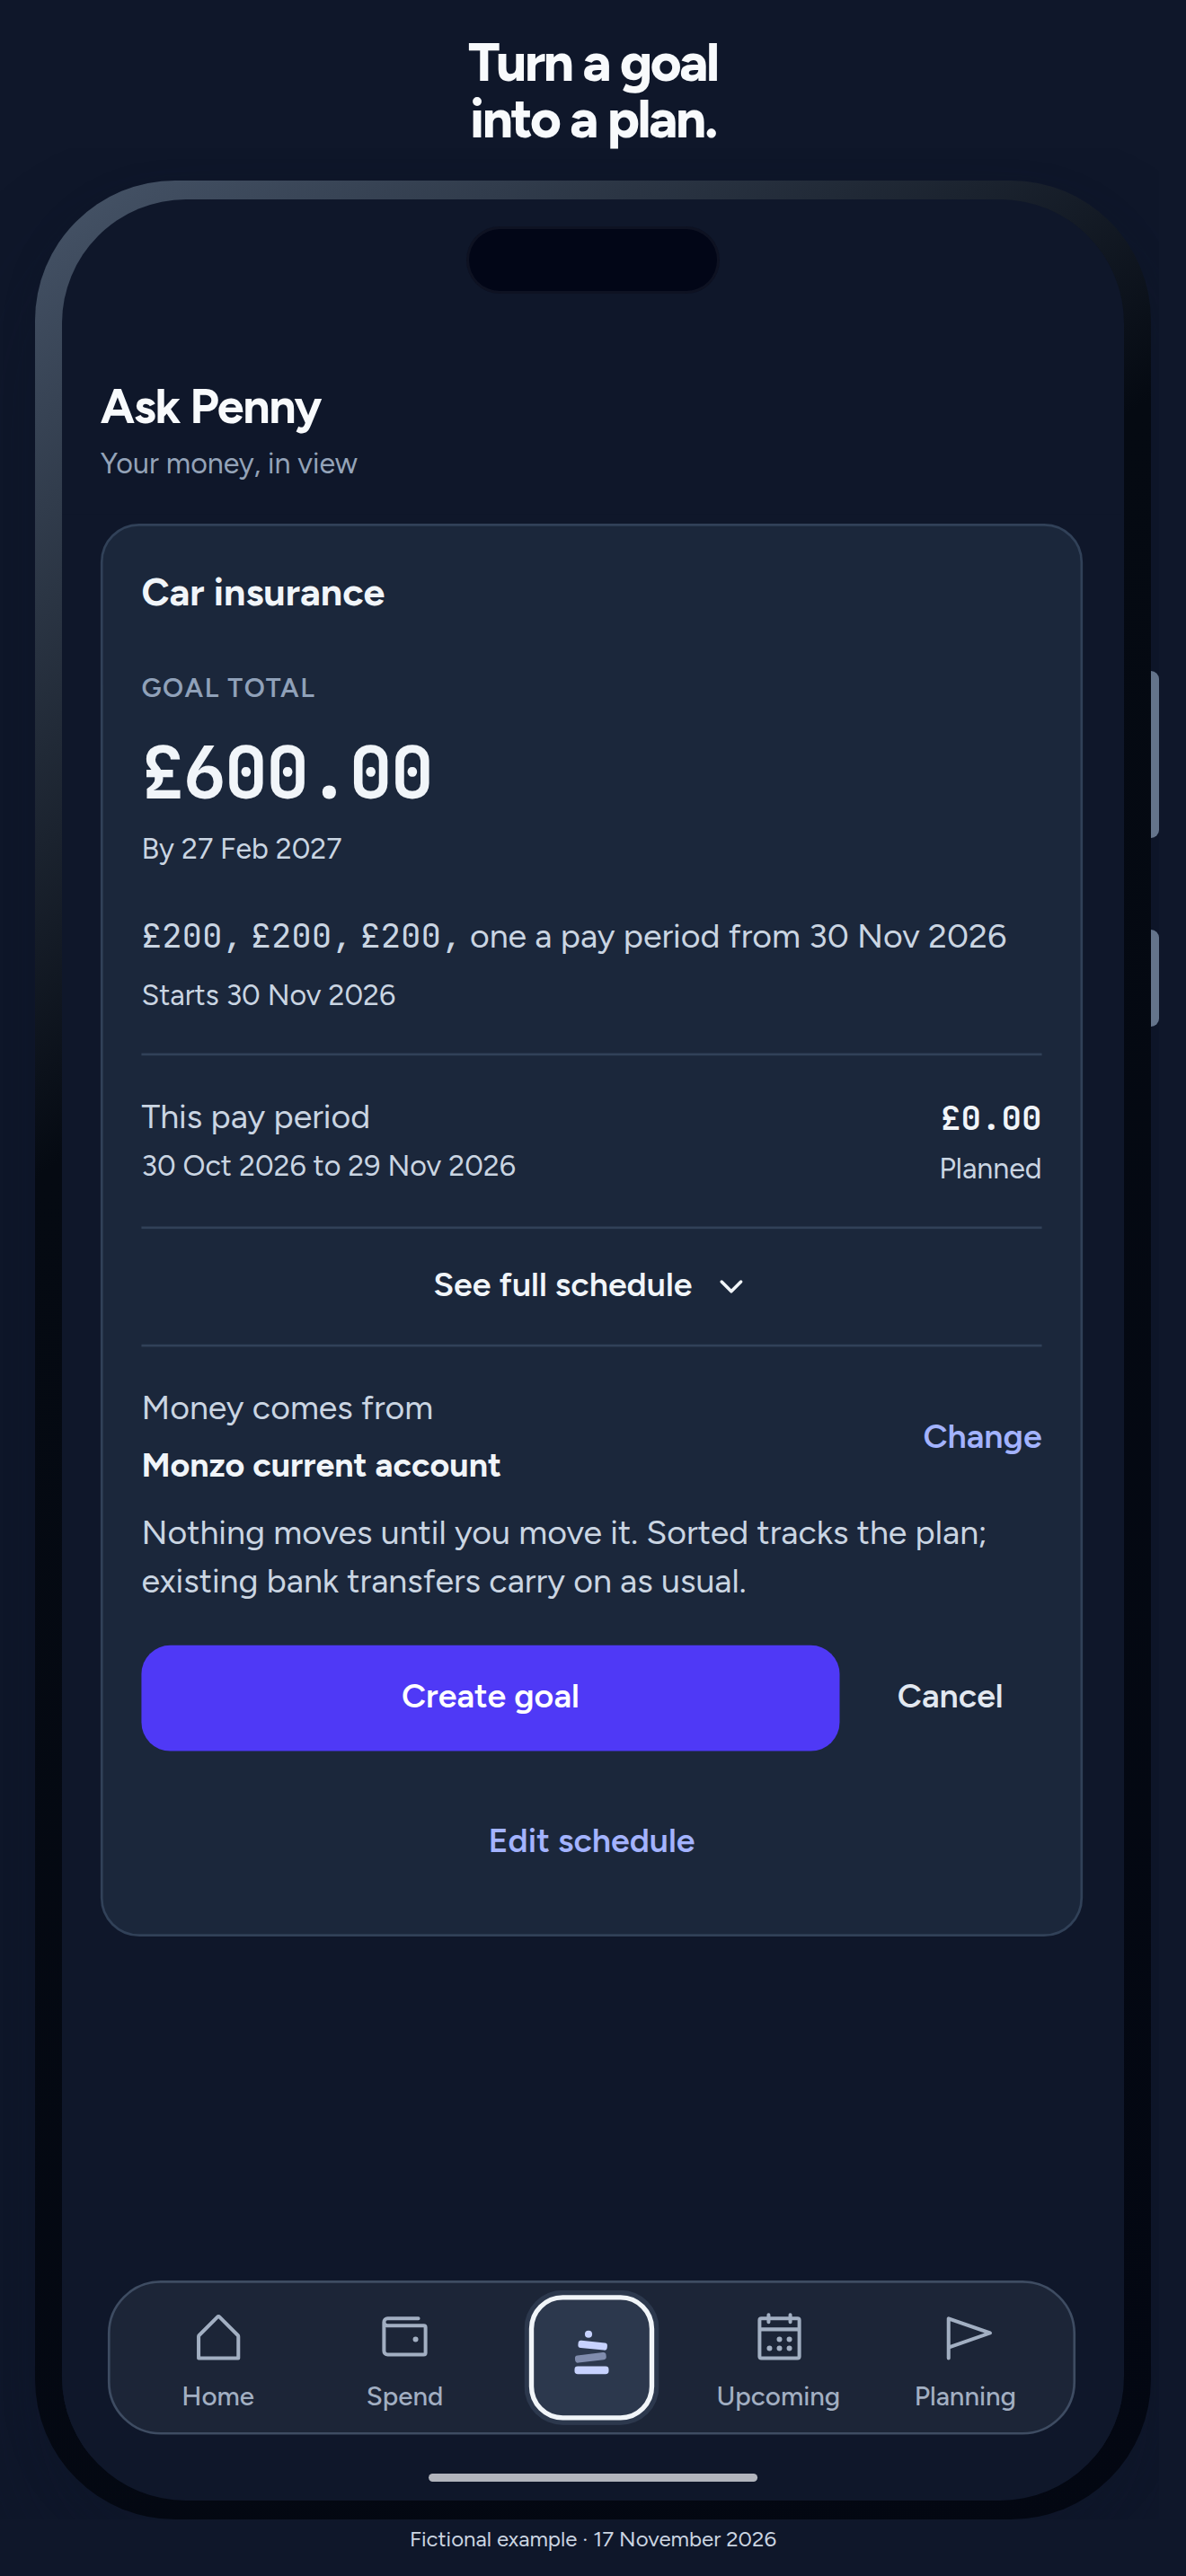 Turn a goal
into a plan.
Ask Penny
Your money, in view
Car insurance
GOAL TOTAL
£600.00
By 27 Feb 2027
£200, £200, £200, one a pay period from 30 Nov 2026
Starts 30 Nov 2026
This pay period
£0.00
30 Oct 2026 to 29 Nov 2026
Planned
See full schedule
Money comes from
Change
Monzo current account
Nothing moves until you move it. Sorted tracks the plan;
existing bank transfers carry on as usual.
Create goal
Cancel
Edit schedule
Home
Spend
Upcoming
Planning
Fictional example · 17 November 2026